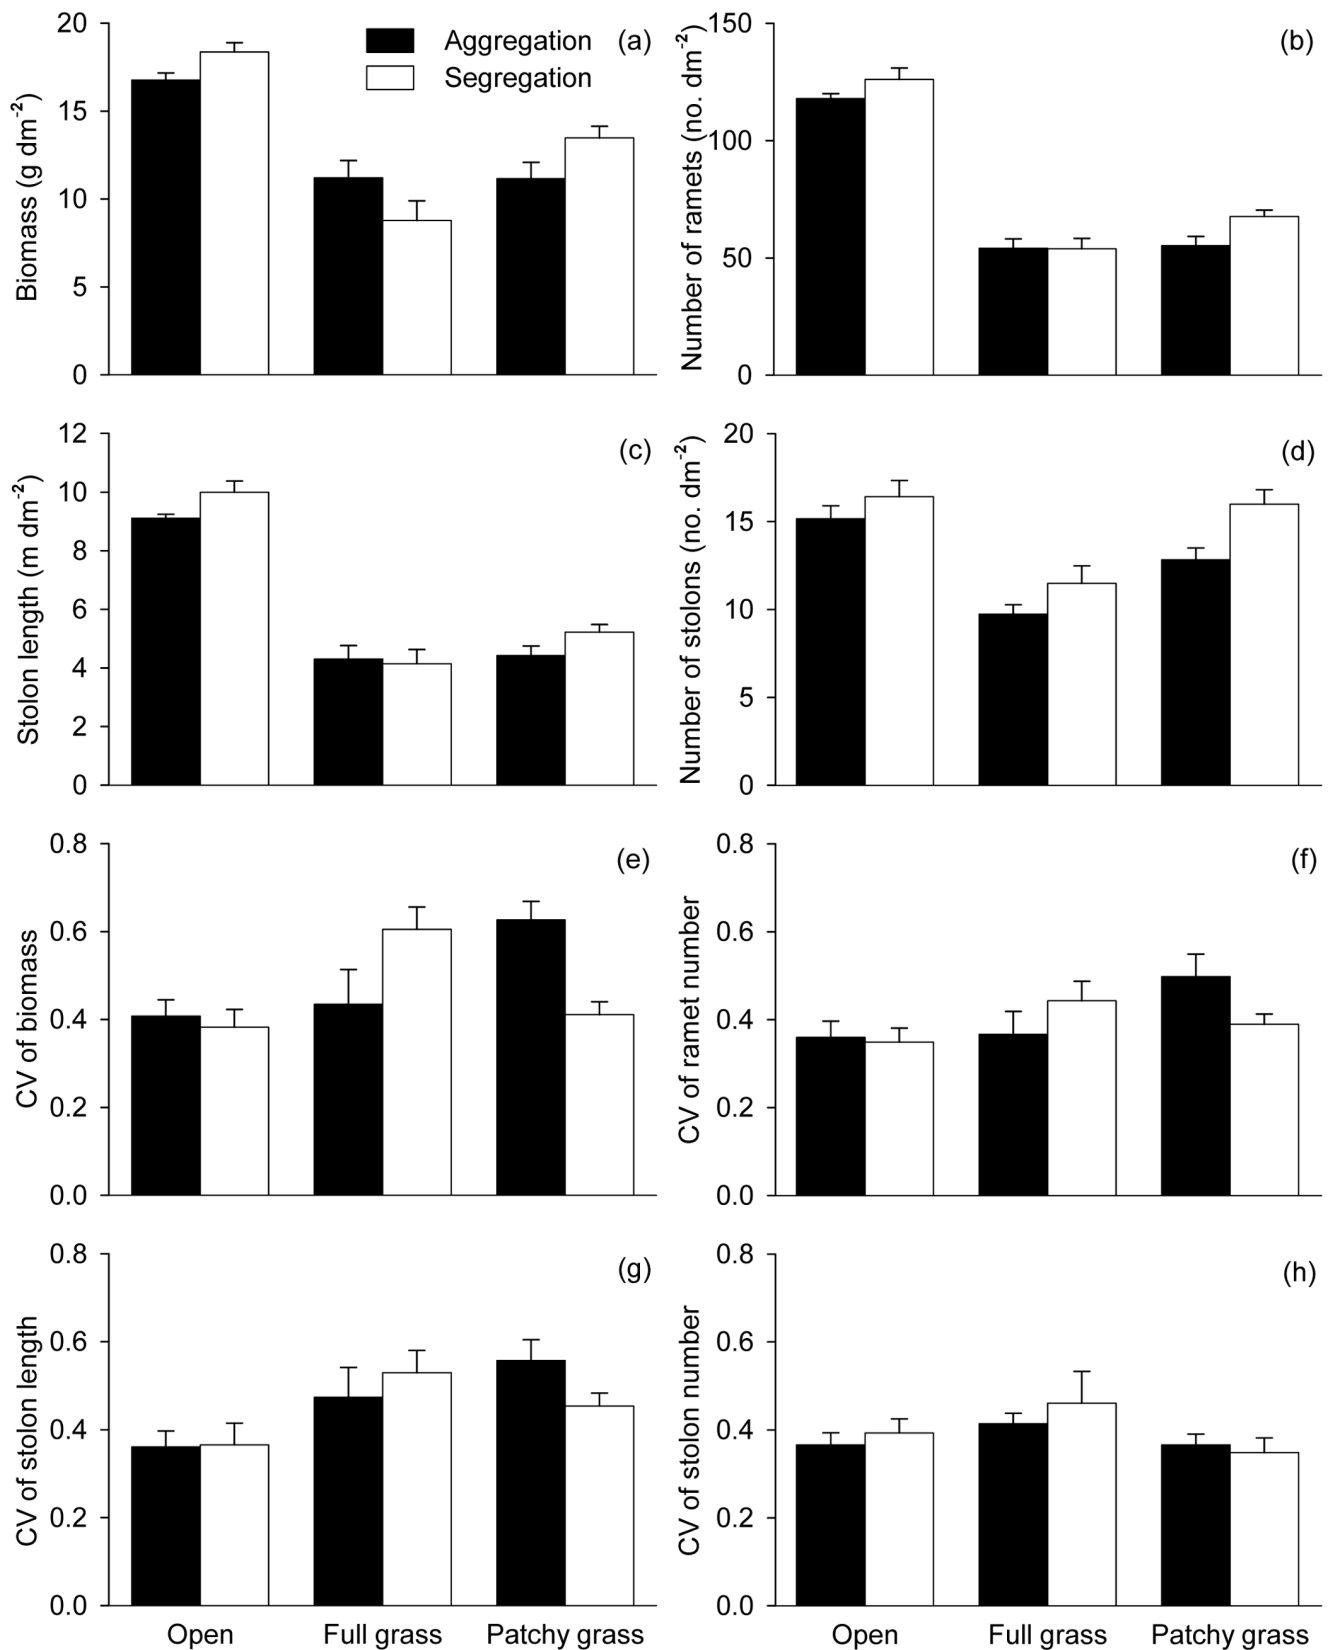 Aggregation
Segregation
(a)
Biomass (g dm⁻²)
20
15
10
5
0
(b)
Number of ramets (no. dm⁻²)
150
100
50
0
(c)
Stolon length (m dm⁻²)
12
10
8
6
4
2
0
(d)
Number of stolons (no. dm⁻²)
20
15
10
5
0
(e)
CV of biomass
0.8
0.6
0.4
0.2
0.0
(f)
CV of ramet number
0.8
0.6
0.4
0.2
0.0
(g)
CV of stolon length
0.8
0.6
0.4
0.2
0.0
Open Full grass Patchy grass
(h)
CV of stolon number
0.8
0.6
0.4
0.2
0.0
Open Full grass Patchy grass